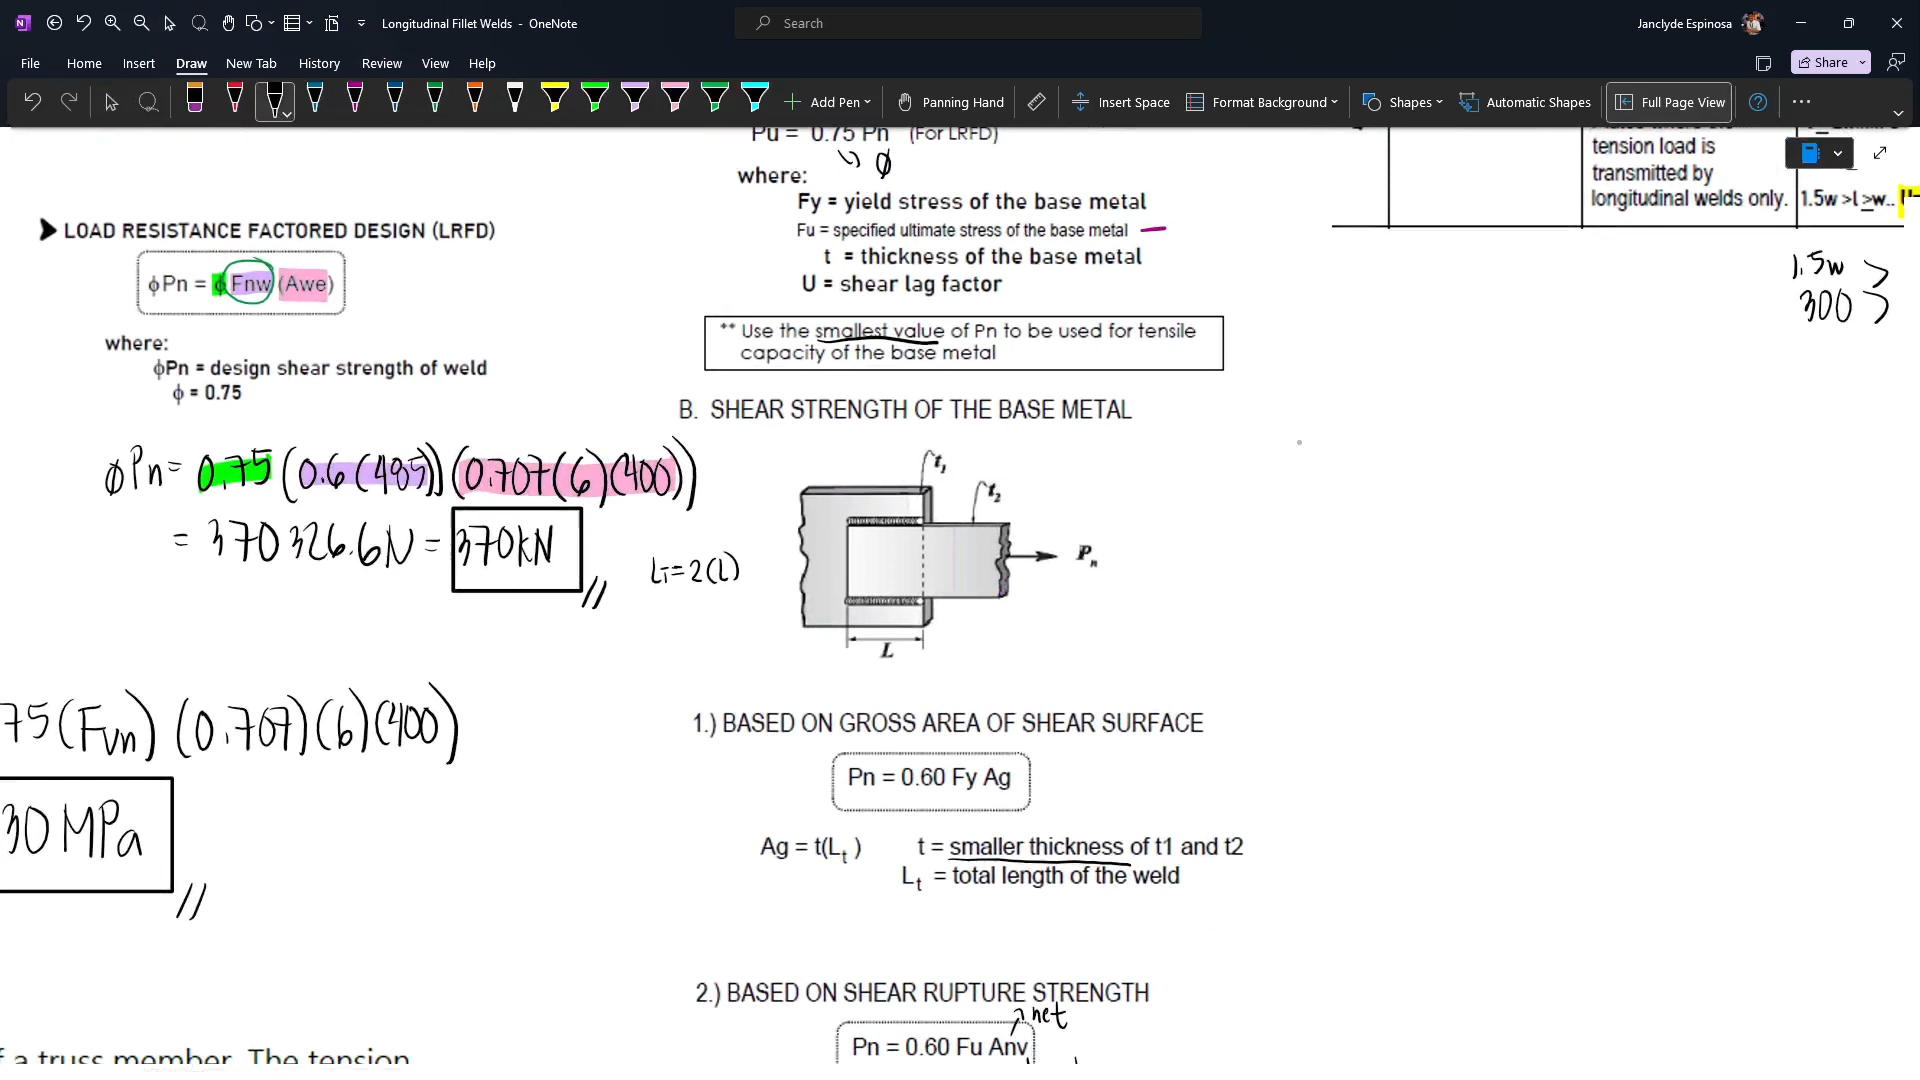 Longitudinal Fillet Welds - OneNote
Search
Janclyde Espinosa
File Home Insert Draw New Tab History Review View Help
Share
Add Pen
Panning Hand
Insert Space
Format Background
Shapes
Automatic Shapes
Full Page View
LOAD RESISTANCE FACTORED DESIGN (LRFD)
ϕPn = ϕ Fnw (Awe)
where:
ϕPn = design shear strength of weld
ϕ = 0.75
ϕPn = 0.75 (0.6(485)) (0.707(6)(400))
= 370 326.6N = 370kN
75(Fvn) (0.707)(6)(400)
30 MPa
f a truss member. The tension
Pu = 0.75 Pn (For LRFD)
ϕ
where:
Fy = yield stress of the base metal
Fu = specified ultimate stress of the base metal
t = thickness of the base metal
U = shear lag factor
** Use the smallest value of Pn to be used for tensile
capacity of the base metal
B. SHEAR STRENGTH OF THE BASE METAL
t1
t2
Pn
LT=2(L)
L
1.) BASED ON GROSS AREA OF SHEAR SURFACE
Pn = 0.60 Fy Ag
Ag = t(Lt ) t = smaller thickness of t1 and t2
Lt = total length of the weld
2.) BASED ON SHEAR RUPTURE STRENGTH
net
Pn = 0.60 Fu Anv
tension load is
transmitted by
longitudinal welds only.
1.5w >l >w..
1.5w
300